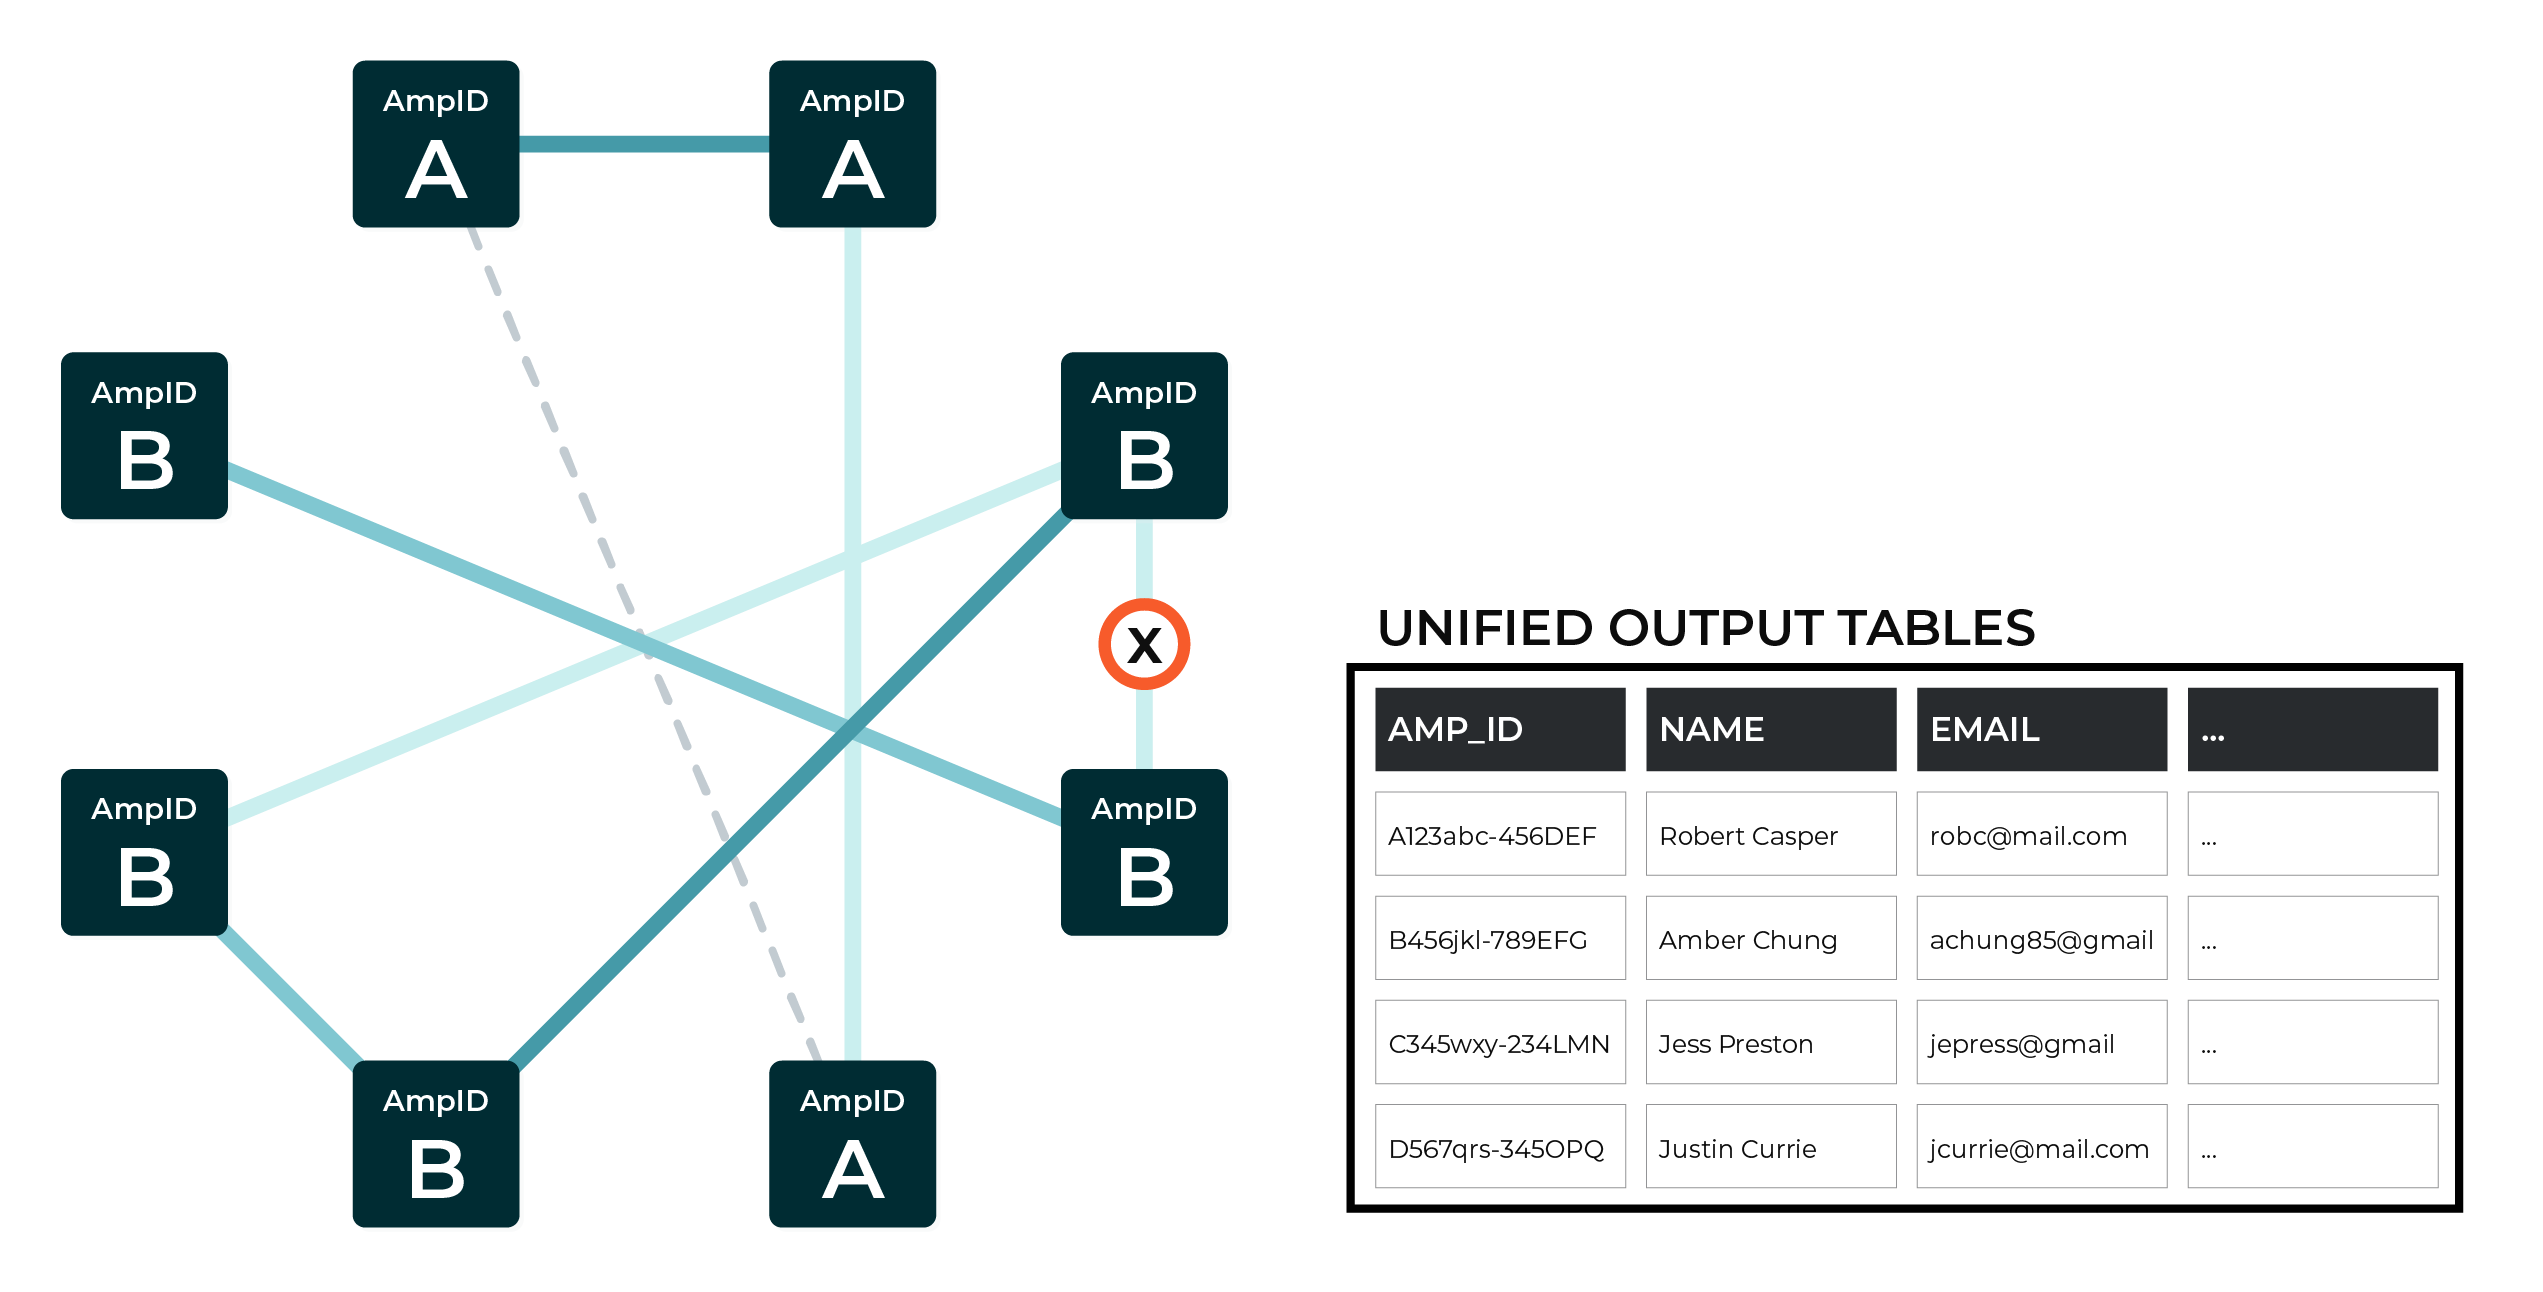 AmpID
A
AmpID
A
AmpID
B
AmpID
B
X
AmpID
B
AmpID
B
AmpID
B
AmpID
A
UNIFIED OUTPUT TABLES
AMP_ID NAME EMAIL ...
A123abc-456DEF Robert Casper robc@mail.com ...
B456jkl-789EFG Amber Chung achung85@gmail ...
C345wxy-234LMN Jess Preston jepress@gmail ...
D567qrs-345OPQ Justin Currie jcurrie@mail.com ...